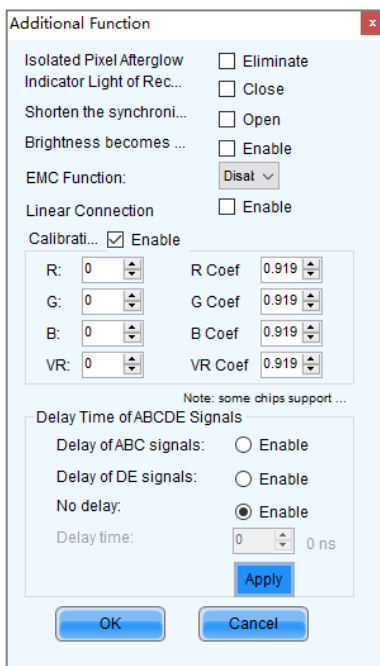 Additional Function x
Isolated Pixel Afterglow Eliminate
Indicator Light of Rec... Close
Shorten the synchroni... Open
Brightness becomes ... Enable
EMC Function: Disat
Linear Connection Enable
Calibrati... Enable
R: 0 R Coef 0.919
G: 0 G Coef 0.919
B: 0 B Coef 0.919
VR: 0 VR Coef 0.919
Note: some chips support ...
Delay Time of ABCDE Signals
Delay of ABC signals: Enable
Delay of DE signals: Enable
No delay: Enable
Delay time: 0 0 ns
Apply
OK Cancel